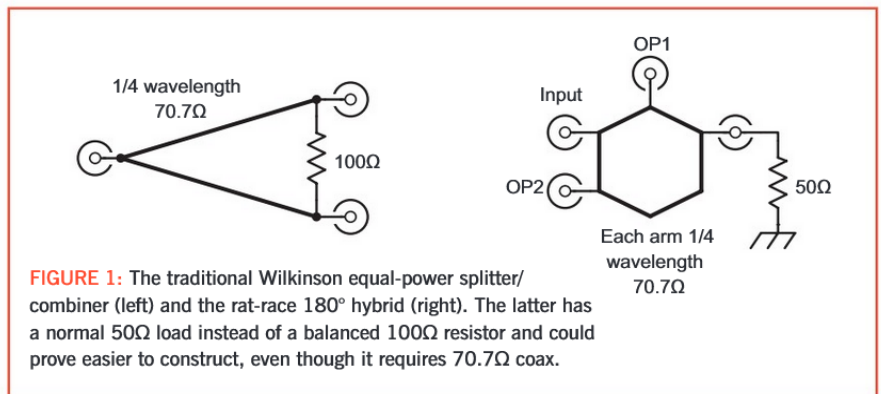 1/4 wavelength
70.7Ω
100Ω
OP1
Input
OP2
50Ω
Each arm 1/4
wavelength
70.7Ω
FIGURE 1: The traditional Wilkinson equal-power splitter/
combiner (left) and the rat-race 180° hybrid (right). The latter has
a normal 50Ω load instead of a balanced 100Ω resistor and could
prove easier to construct, even though it requires 70.7Ω coax.